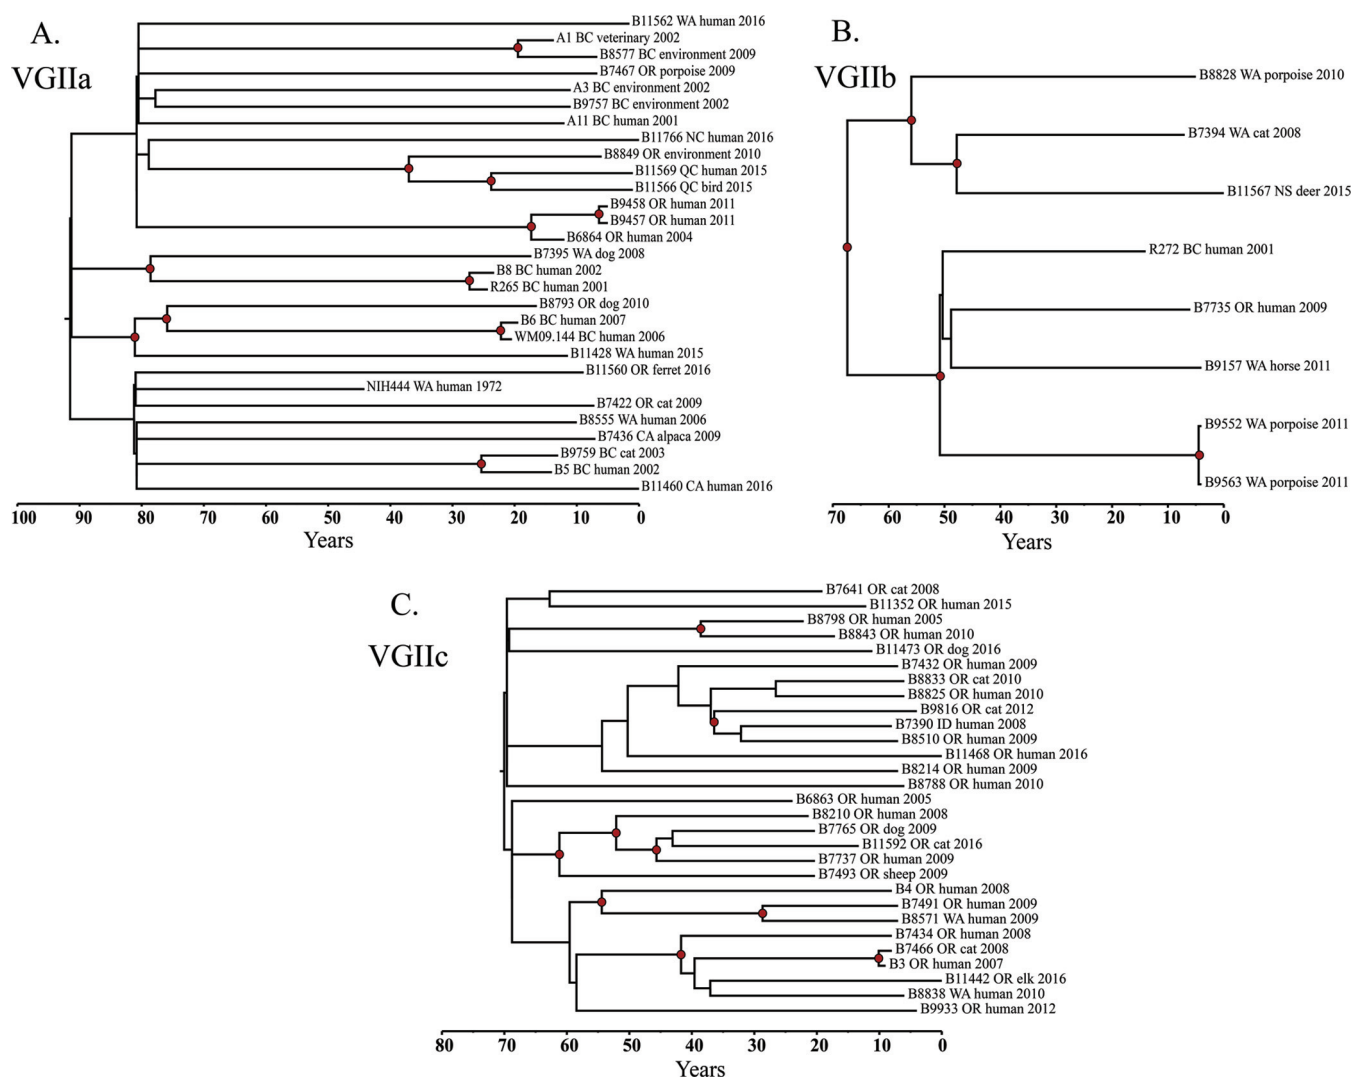 A.
VGIIa
B11562 WA human 2016
A1 BC veterinary 2002
B8577 BC environment 2009
B7467 OR porpoise 2009
A3 BC environment 2002
B9757 BC environment 2002
A11 BC human 2001
B11766 NC human 2016
B8849 OR environment 2010
B11569 QC human 2015
B11566 QC bird 2015
B9458 OR human 2011
B9457 OR human 2011
B6864 OR human 2004
B7395 WA dog 2008
B8 BC human 2002
R265 BC human 2001
B8793 OR dog 2010
B6 BC human 2007
WM09.144 BC human 2006
B11428 WA human 2015
B11560 OR ferret 2016
NIH444 WA human 1972
B7422 OR cat 2009
B8555 WA human 2006
B7436 CA alpaca 2009
B9759 BC cat 2003
B5 BC human 2002
B11460 CA human 2016
100 90 80 70 60 50 40 30 20 10 0
Years
B.
VGIIb
B8828 WA porpoise 2010
B7394 WA cat 2008
B11567 NS deer 2015
R272 BC human 2001
B7735 OR human 2009
B9157 WA horse 2011
B9552 WA porpoise 2011
B9563 WA porpoise 2011
70 60 50 40 30 20 10 0
Years
C.
VGIIc
B7641 OR cat 2008
B11352 OR human 2015
B8798 OR human 2005
B8843 OR human 2010
B11473 OR dog 2016
B7432 OR human 2009
B8833 OR cat 2010
B8825 OR human 2010
B9816 OR cat 2012
B7390 ID human 2008
B8510 OR human 2009
B11468 OR human 2016
B8214 OR human 2009
B8788 OR human 2010
B6863 OR human 2005
B8210 OR human 2008
B7765 OR dog 2009
B11592 OR cat 2016
B7737 OR human 2009
B7493 OR sheep 2009
B4 OR human 2008
B7491 OR human 2009
B8571 WA human 2009
B7434 OR human 2008
B7466 OR cat 2008
B3 OR human 2007
B11442 OR elk 2016
B8838 WA human 2010
B9933 OR human 2012
80 70 60 50 40 30 20 10 0
Years